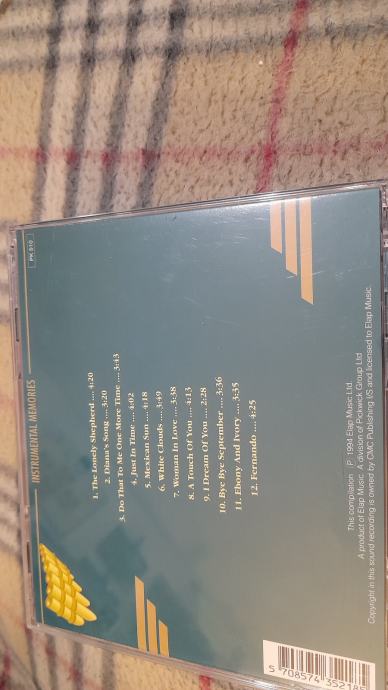 INSTRUMENTAL MEMORIES
PK 510
1. The Lonely Shepherd .... 4:20
2. Diana's Song .... 3:20
3. Do That To Me One More Time .... 3:43
4. Just In Time .... 4:02
5. Mexican Sun .... 4:18
6. White Clouds .... 3:49
7. Woman In Love .... 3:38
8. A Touch Of You .... 4:13
9. I Dream Of You .... 2:28
10. Bye Bye September .... 3:36
11. Ebony And Ivory .... 3:35
12. Fernando .... 4:25
This compilation P 1994 Elap Music Ltd.
A product of Elap Music. A division of Pickwick Group Ltd
Copyright in this sound recording is owned by CMC Publishing I/S and licensed to Elap Music.
5 708574 352185